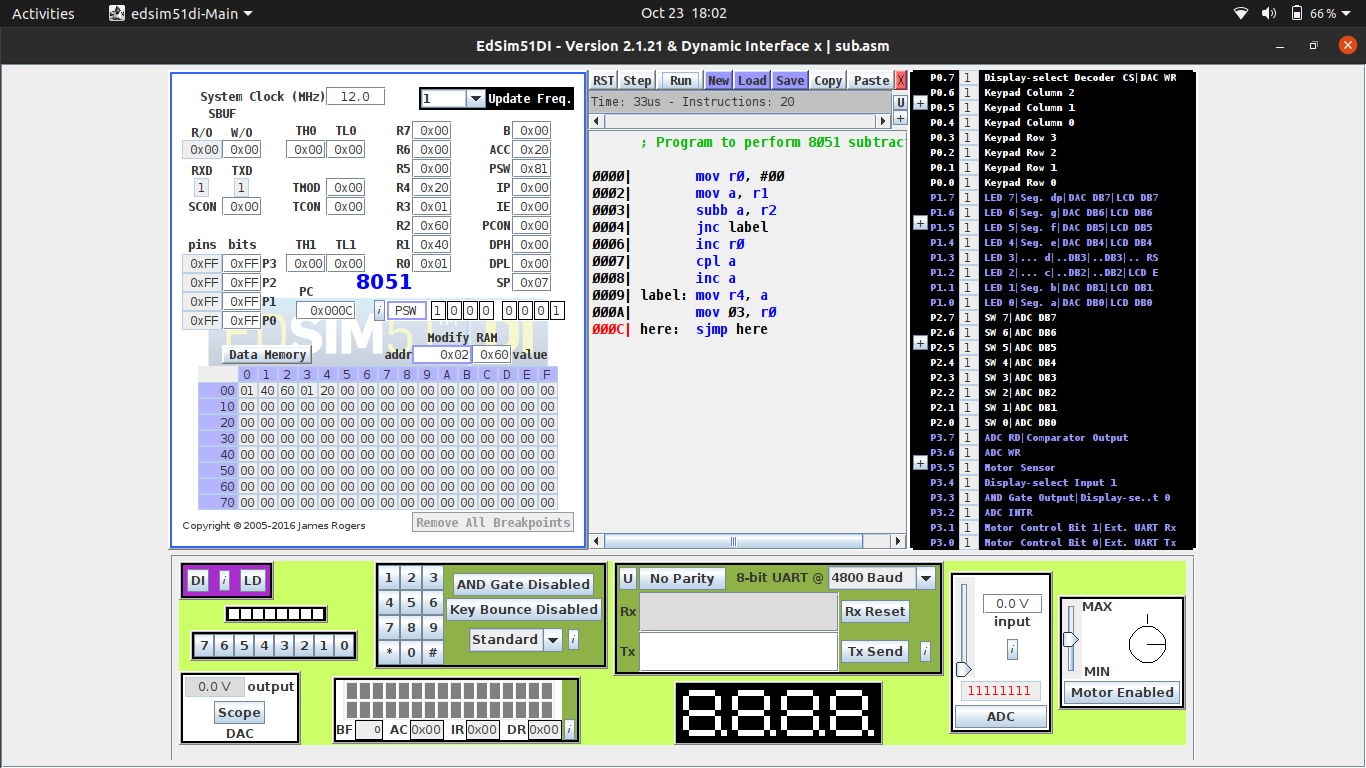 Activities edsim51di-Main Oct 23 18:02 66 %
EdSim51DI - Version 2.1.21 & Dynamic Interface x | sub.asm
System Clock (MHz) 12.0 1 Update Freq.
SBUF
R/O W/O TH0 TL0 R7 0x00 B 0x00
0x00 0x00 0x00 0x00 R6 0x00 ACC 0x20
RXD TXD R5 0x00 PSW 0x81
1 1 TMOD 0x00 R4 0x20 IP 0x00
SCON 0x00 TCON 0x00 R3 0x01 IE 0x00
R2 0x60 PCON 0x00
pins bits TH1 TL1 R1 0x40 DPH 0x00
0xFF 0xFF P3 0x00 0x00 R0 0x01 DPL 0x00
0xFF 0xFF P2 8051 SP 0x07
0xFF 0xFF P1 PC
0xFF 0xFF P0 0x000C i PSW 1 0 0 0 0 0 0 1
Modify RAM
Data Memory addr 0x02 0x60 value
0 1 2 3 4 5 6 7 8 9 A B C D E F
00 01 40 60 01 20 00 00 00 00 00 00 00 00 00 00 00
10 00 00 00 00 00 00 00 00 00 00 00 00 00 00 00 00
20 00 00 00 00 00 00 00 00 00 00 00 00 00 00 00 00
30 00 00 00 00 00 00 00 00 00 00 00 00 00 00 00 00
40 00 00 00 00 00 00 00 00 00 00 00 00 00 00 00 00
50 00 00 00 00 00 00 00 00 00 00 00 00 00 00 00 00
60 00 00 00 00 00 00 00 00 00 00 00 00 00 00 00 00
70 00 00 00 00 00 00 00 00 00 00 00 00 00 00 00 00
Copyright © 2005-2016 James Rogers Remove All Breakpoints
RST Step Run New Load Save Copy Paste X
Time: 33us - Instructions: 20 U
+
; Program to perform 8051 subtrac
0000| mov r0, #00
0002| mov a, r1
0003| subb a, r2
0004| jnc label
0006| inc r0
0007| cpl a
0008| inc a
0009| label: mov r4, a
000A| mov 03, r0
000C| here: sjmp here
P0.7 1 Display-select Decoder CS|DAC WR
P0.6 1 Keypad Column 2
P0.5 1 Keypad Column 1
P0.4 1 Keypad Column 0
P0.3 1 Keypad Row 3
P0.2 1 Keypad Row 2
P0.1 1 Keypad Row 1
P0.0 1 Keypad Row 0
P1.7 1 LED 7|Seg. dp|DAC DB7|LCD DB7
P1.6 1 LED 6|Seg. g|DAC DB6|LCD DB6
P1.5 1 LED 5|Seg. f|DAC DB5|LCD DB5
P1.4 1 LED 4|Seg. e|DAC DB4|LCD DB4
P1.3 1 LED 3|... d|..DB3|..DB3|.. RS
P1.2 1 LED 2|... c|..DB2|..DB2|LCD E
P1.1 1 LED 1|Seg. b|DAC DB1|LCD DB1
P1.0 1 LED 0|Seg. a|DAC DB0|LCD DB0
P2.7 1 SW 7|ADC DB7
P2.6 1 SW 6|ADC DB6
P2.5 1 SW 5|ADC DB5
P2.4 1 SW 4|ADC DB4
P2.3 1 SW 3|ADC DB3
P2.2 1 SW 2|ADC DB2
P2.1 1 SW 1|ADC DB1
P2.0 1 SW 0|ADC DB0
P3.7 1 ADC RD|Comparator Output
P3.6 1 ADC WR
P3.5 1 Motor Sensor
P3.4 1 Display-select Input 1
P3.3 1 AND Gate Output|Display-se..t 0
P3.2 1 ADC INTR
P3.1 1 Motor Control Bit 1|Ext. UART Rx
P3.0 1 Motor Control Bit 0|Ext. UART Tx
DI i LD
7 6 5 4 3 2 1 0
0.0 V output
Scope
DAC
1 2 3
4 5 6
7 8 9
* 0 #
AND Gate Disabled
Key Bounce Disabled
Standard i
BF 0 AC 0x00 IR 0x00 DR 0x00 i
U No Parity 8-bit UART @ 4800 Baud
Rx Rx Reset
Tx Tx Send i
8.8.8.8.
0.0 V
input
i
11111111
ADC
MAX
MIN
Motor Enabled